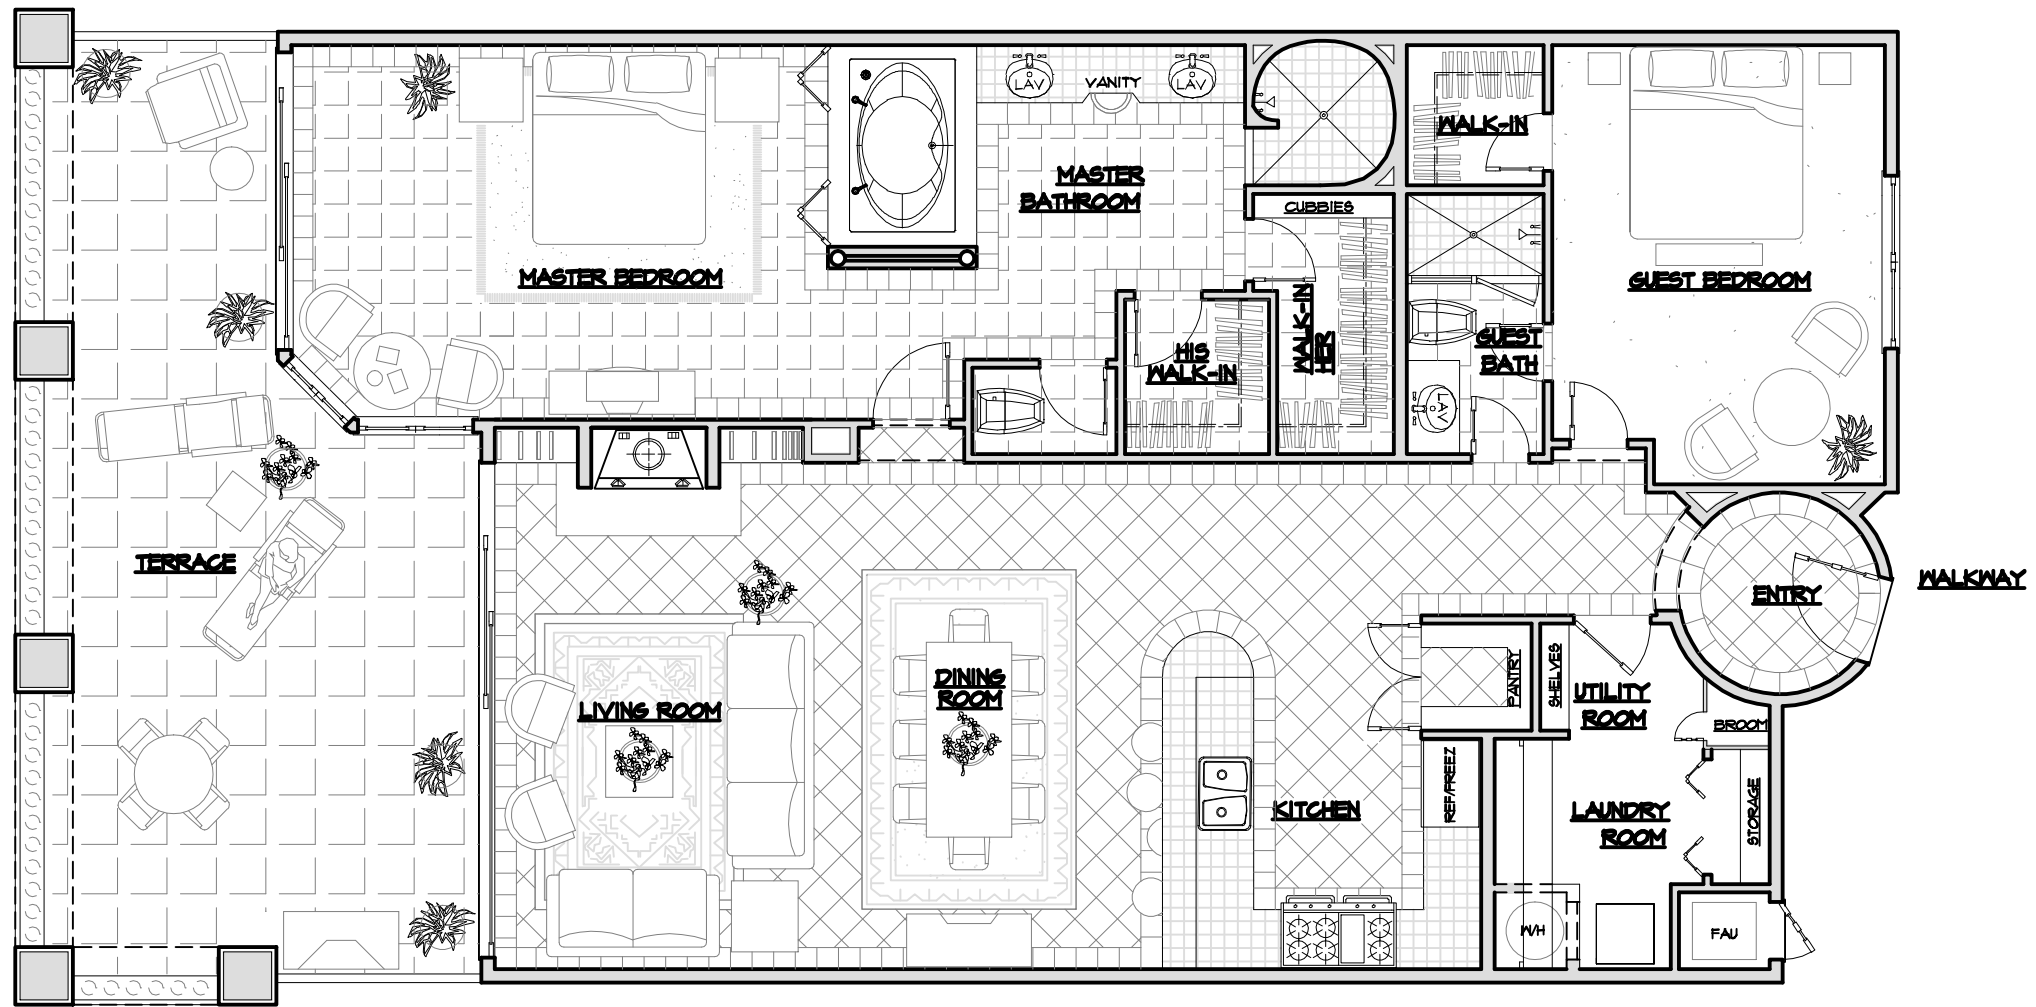 LAV
VANITY
LAV
WALK-IN
MASTER
BATHROOM
CUBBIES
MASTER BEDROOM
GUEST BEDROOM
WALK-IN
HER
GUEST
BATH
HIS
WALK-IN
LAV
TERRACE
WALKWAY
ENTRY
DINING
ROOM
LIVING ROOM
PANTRY
SHELVES
UTILITY
ROOM
BROOM
REF/FREEZ
KITCHEN
LAUNDRY
ROOM
STORAGE
W/H
FAU